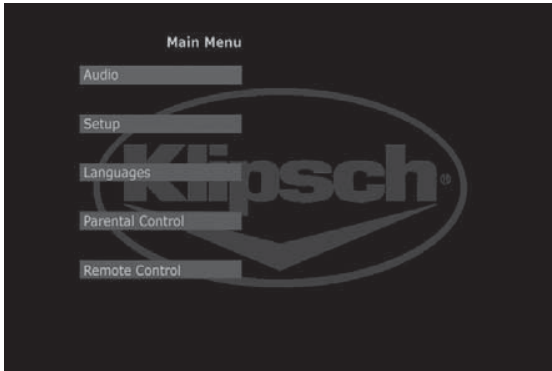 Main Menu
Audio
Setup
Languages
Klipsch®
Parental Control
Remote Control